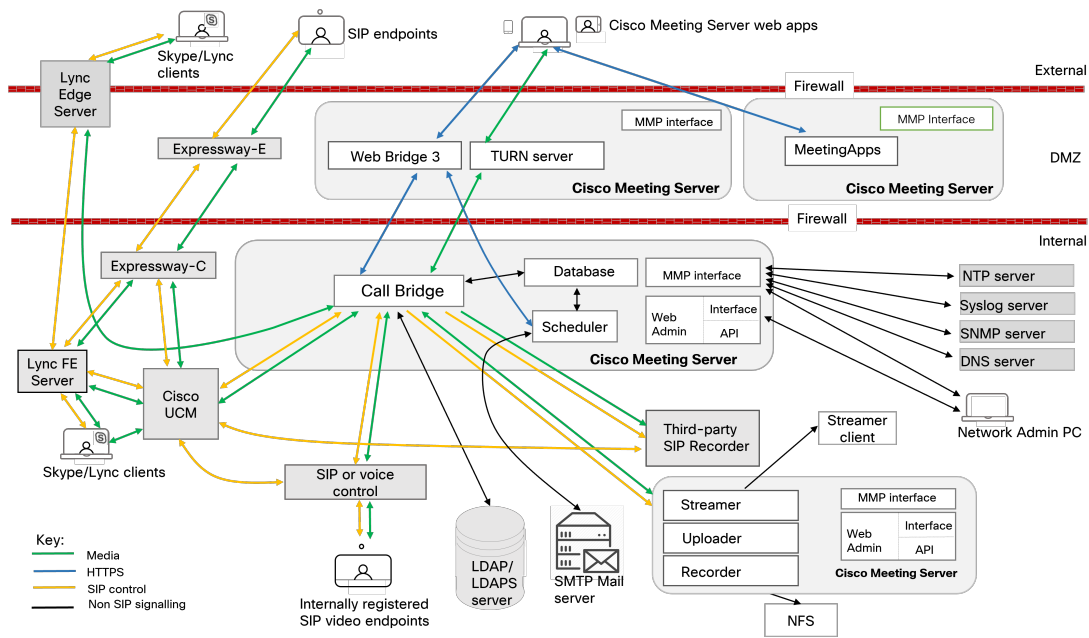 Skype/Lync
clients
SIP endpoints
Cisco Meeting Server web apps
External
Lync
Edge
Server
Firewall
MMP interface
MMP Interface
Expressway-E
Web Bridge 3
TURN server
MeetingApps
DMZ
Cisco Meeting Server
Cisco Meeting Server
Firewall
Internal
Expressway-C
Database
MMP interface
NTP server
Call Bridge
Syslog server
Scheduler
Web
Admin
Interface
API
SNMP server
Cisco Meeting Server
DNS server
Lync FE
Server
Cisco
UCM
Network Admin PC
Streamer
client
Third-party
SIP Recorder
Skype/Lync clients
SIP or voice
control
Streamer
Uploader
Recorder
MMP interface
Web
Admin
Interface
API
Cisco Meeting Server
Key:
Media
HTTPS
SIP control
Non SIP signalling
Internally registered
SIP video endpoints
LDAP/
LDAPS
server
SMTP Mail
server
NFS